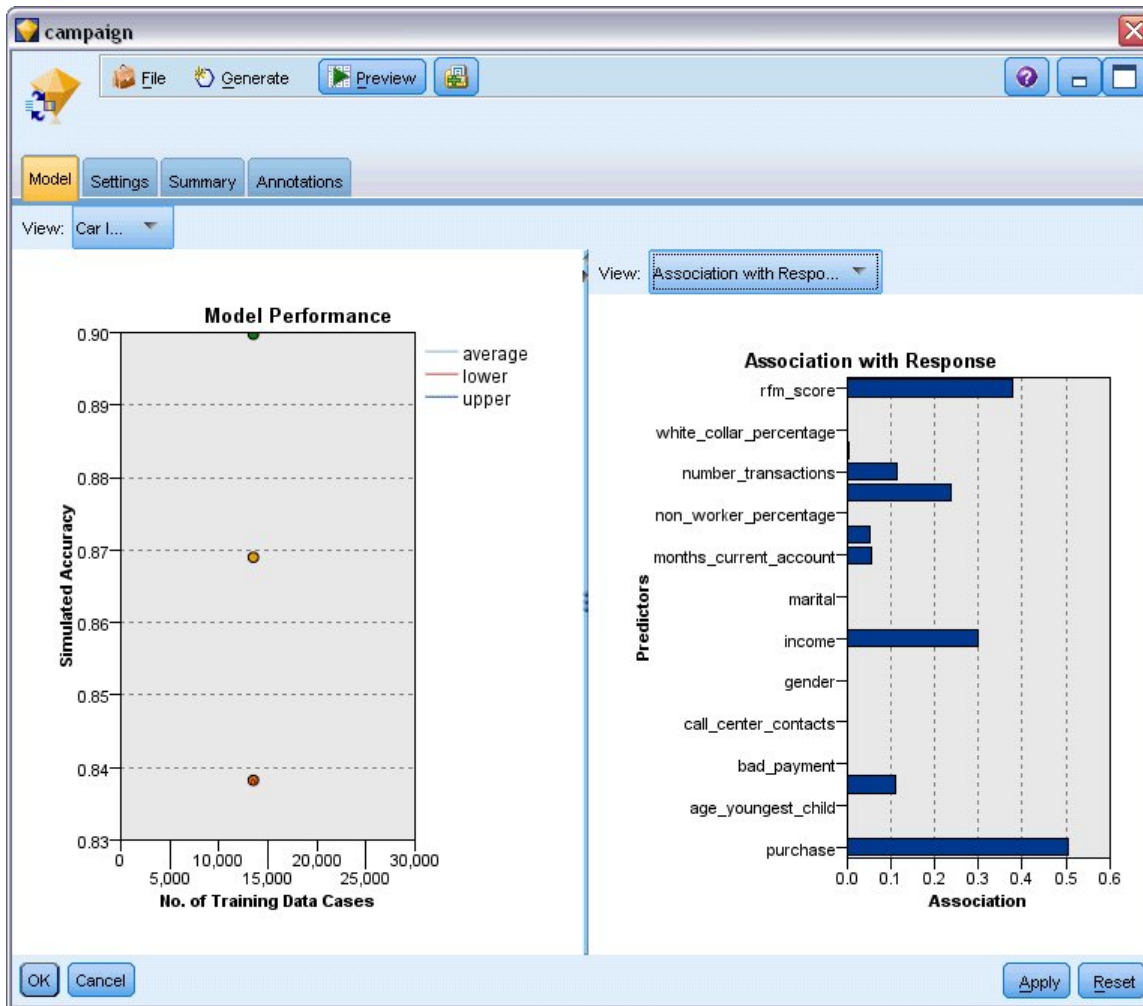 campaign
File Generate Preview
Model Settings Summary Annotations
View: Car l...
Model Performance
0.90
0.89
0.88
0.87
0.86
0.85
0.84
0.83
Simulated Accuracy
0 10,000 20,000 30,000
5,000 15,000 25,000
No. of Training Data Cases
average
lower
upper
View: Association with Respo...
Association with Response
rfm_score
white_collar_percentage
number_transactions
non_worker_percentage
months_current_account
marital
income
gender
call_center_contacts
bad_payment
age_youngest_child
purchase
Predictors
0.0 0.1 0.2 0.3 0.4 0.5 0.6
Association
OK Cancel Apply Reset